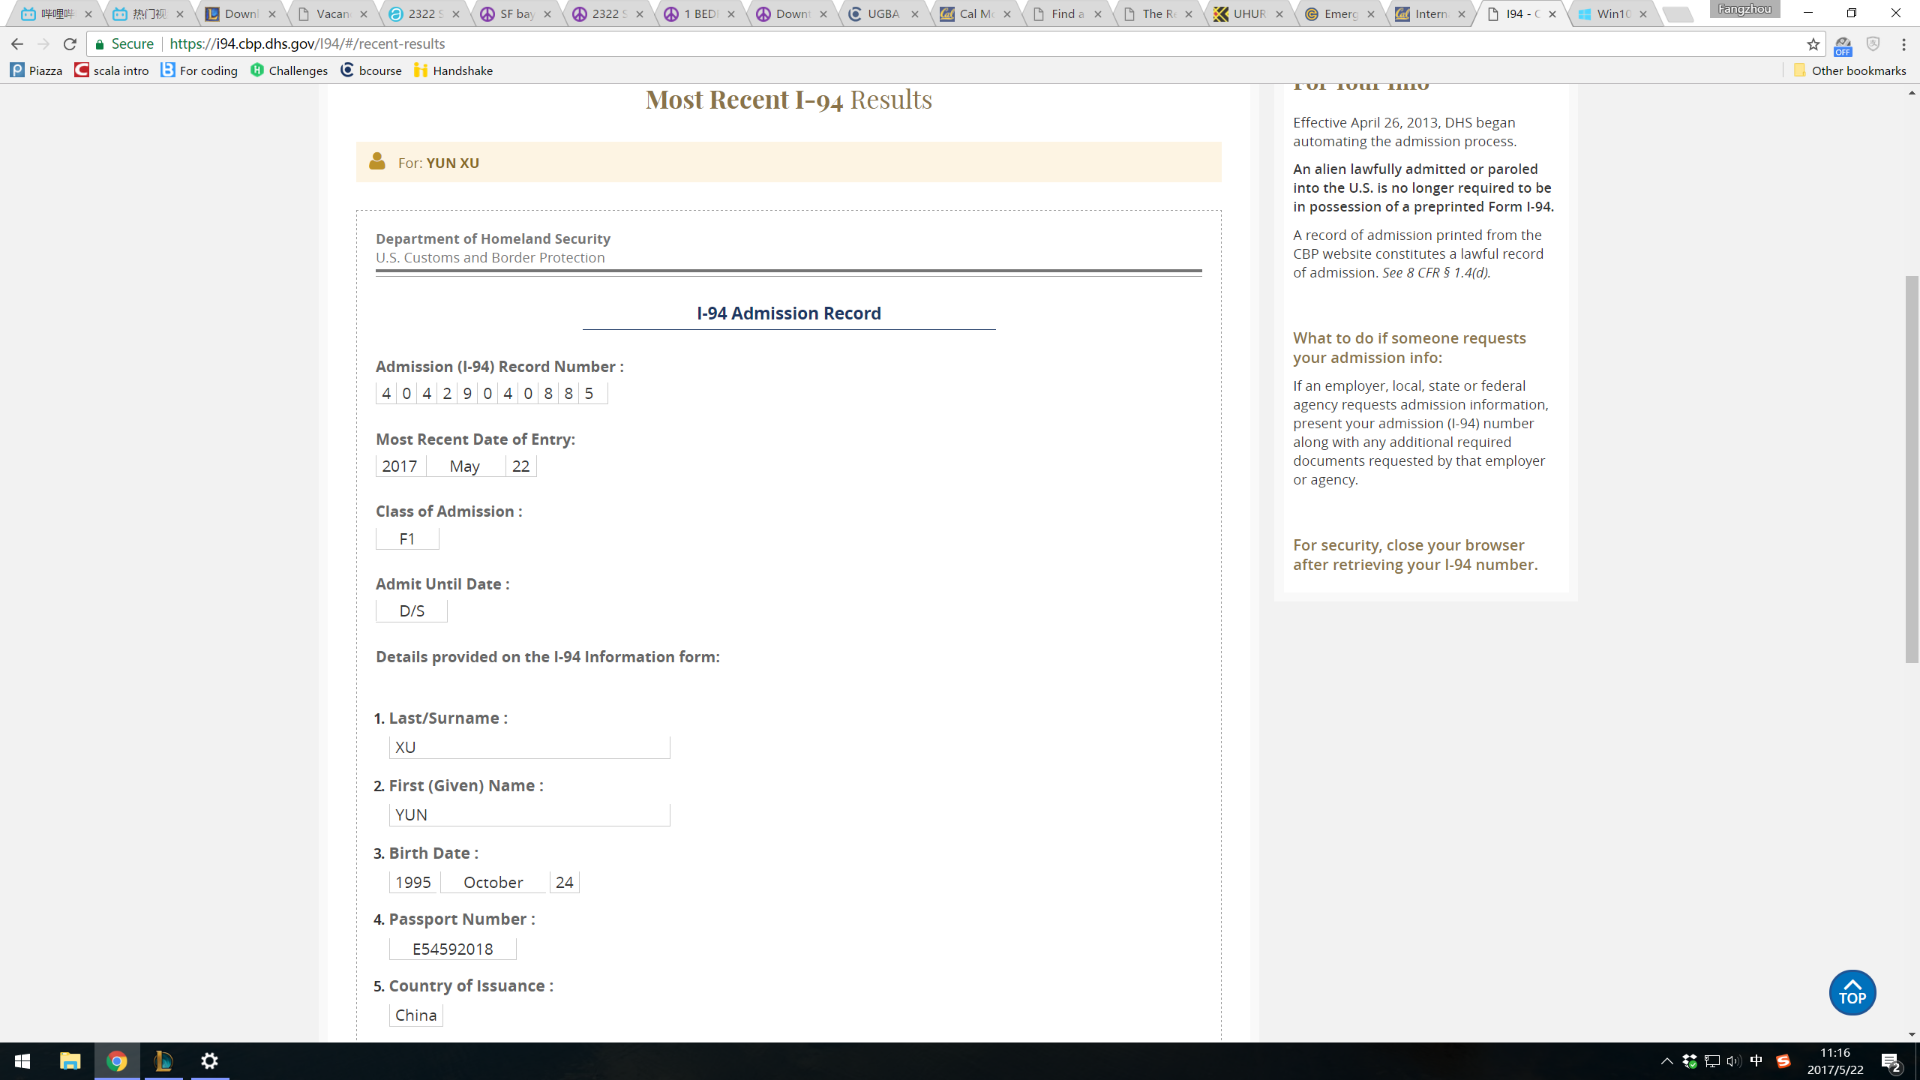 哔哩哔
热门视
Downl
Vacan
2322 S
SF bay
2322 S
1 BED
Downt
UGBA
Cal M
Find a
The R
UHUR
Emerg
Intern
I94 - C
Win10
Fangzhou
Secure
https://i94.cbp.dhs.gov/I94/#/recent-results
OFF
Piazza
scala intro
For coding
Challenges
bcourse
Handshake
Other bookmarks
Most Recent I-94 Results
For: YUN XU
Department of Homeland Security
U.S. Customs and Border Protection
I-94 Admission Record
Admission (I-94) Record Number :
4 0 4 2 9 0 4 0 8 8 5
Most Recent Date of Entry:
2017 May 22
Class of Admission :
F1
Admit Until Date :
D/S
Details provided on the I-94 Information form:
1. Last/Surname :
XU
2. First (Given) Name :
YUN
3. Birth Date :
1995 October 24
4. Passport Number :
E54592018
5. Country of Issuance :
China
For Your Info
Effective April 26, 2013, DHS began
automating the admission process.
An alien lawfully admitted or paroled
into the U.S. is no longer required to be
in possession of a preprinted Form I-94.
A record of admission printed from the
CBP website constitutes a lawful record
of admission. See 8 CFR § 1.4(d).
What to do if someone requests
your admission info:
If an employer, local, state or federal
agency requests admission information,
present your admission (I-94) number
along with any additional required
documents requested by that employer
or agency.
For security, close your browser
after retrieving your I-94 number.
TOP
中
11:16
2017/5/22
2